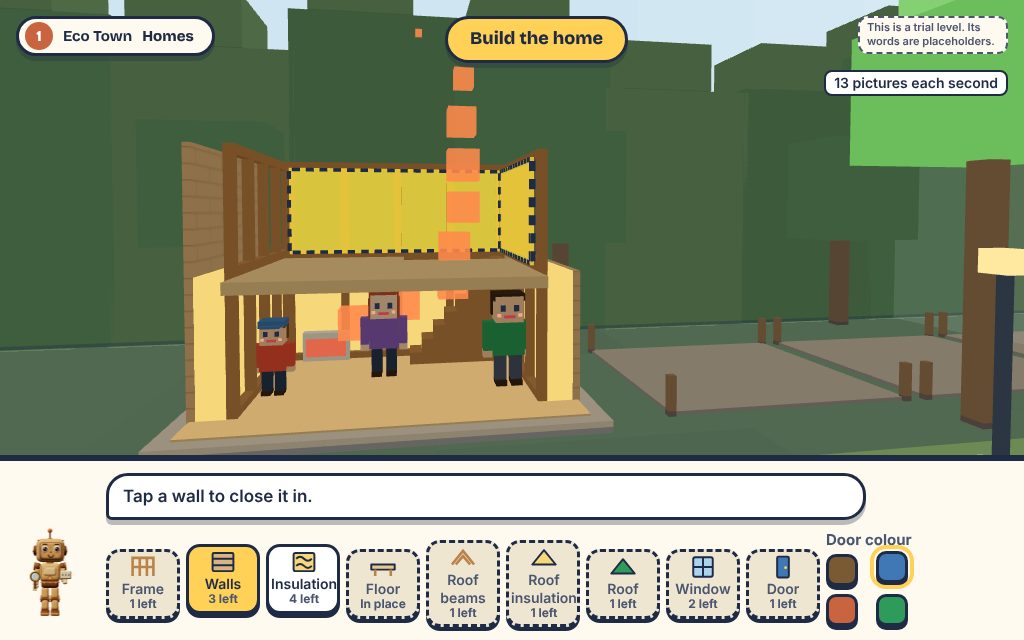 1 Eco Town Homes
Build the home
This is a trial level. Its
words are placeholders.
13 pictures each second
Tap a wall to close it in.
Door colour
Frame
1 left
Walls
3 left
Insulation
4 left
Floor
In place
Roof
beams
1 left
Roof
insulation
1 left
Roof
1 left
Window
2 left
Door
1 left